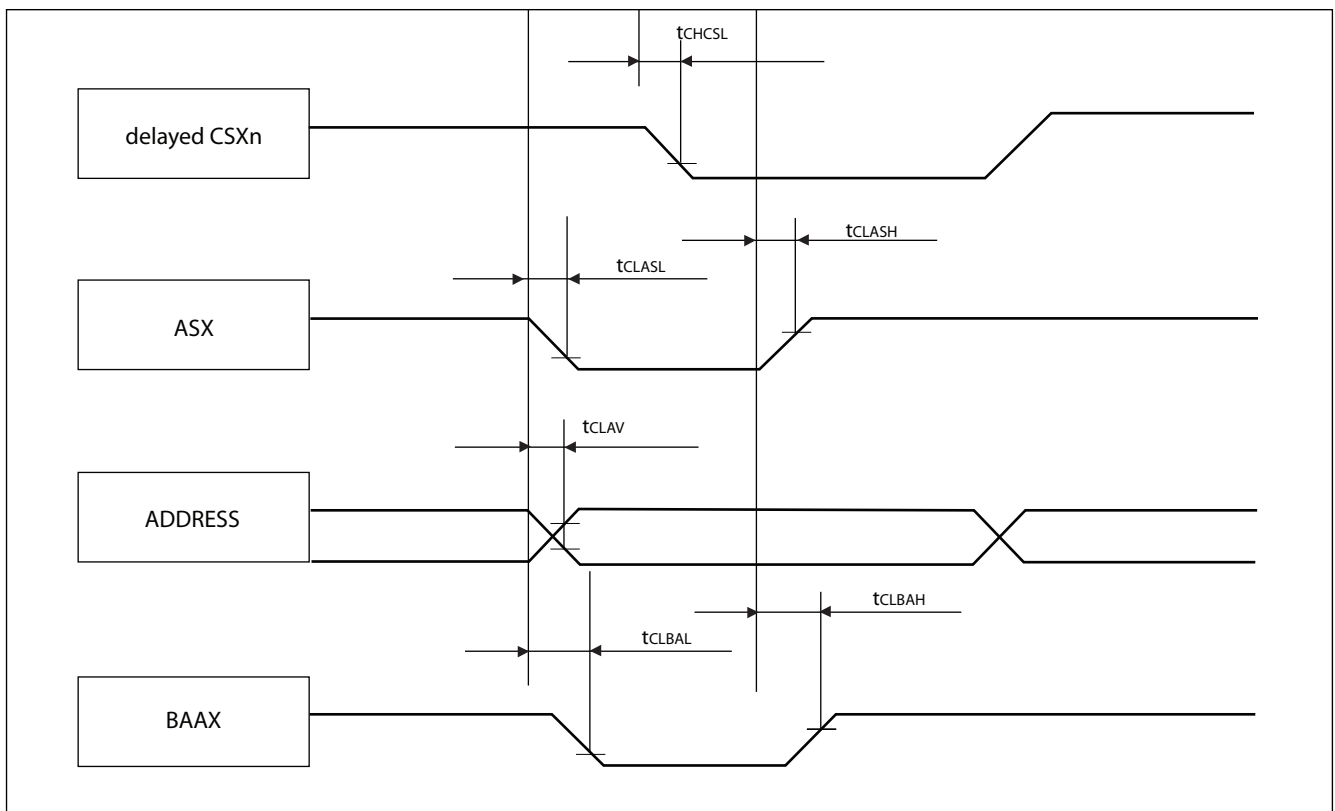 tCHCSL
delayed CSXn
tCLASH
tCLASL
ASX
tCLAV
ADDRESS
tCLBAH
tCLBAL
BAAX